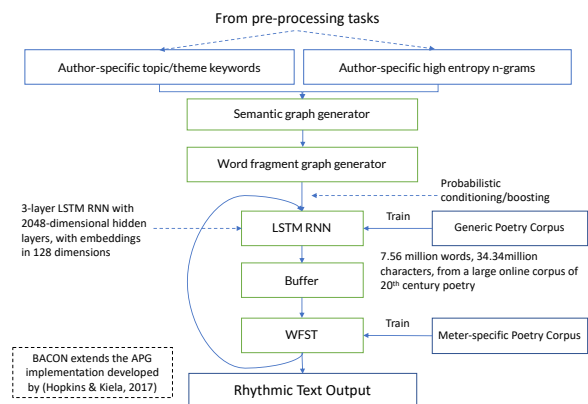 From pre-processing tasks
Author-specific topic/theme keywords
Author-specific high entropy n-grams
Semantic graph generator
Word fragment graph generator
Probabilistic
conditioning/boosting
3-layer LSTM RNN with
2048-dimensional hidden
layers, with embeddings
in 128 dimensions
LSTM RNN
Train
Generic Poetry Corpus
7.56 million words, 34.34million
characters, from a large online corpus of
20th century poetry
Buffer
WFST
Train
Meter-specific Poetry Corpus
BACON extends the APG
implementation developed
by (Hopkins & Kiela, 2017)
Rhythmic Text Output